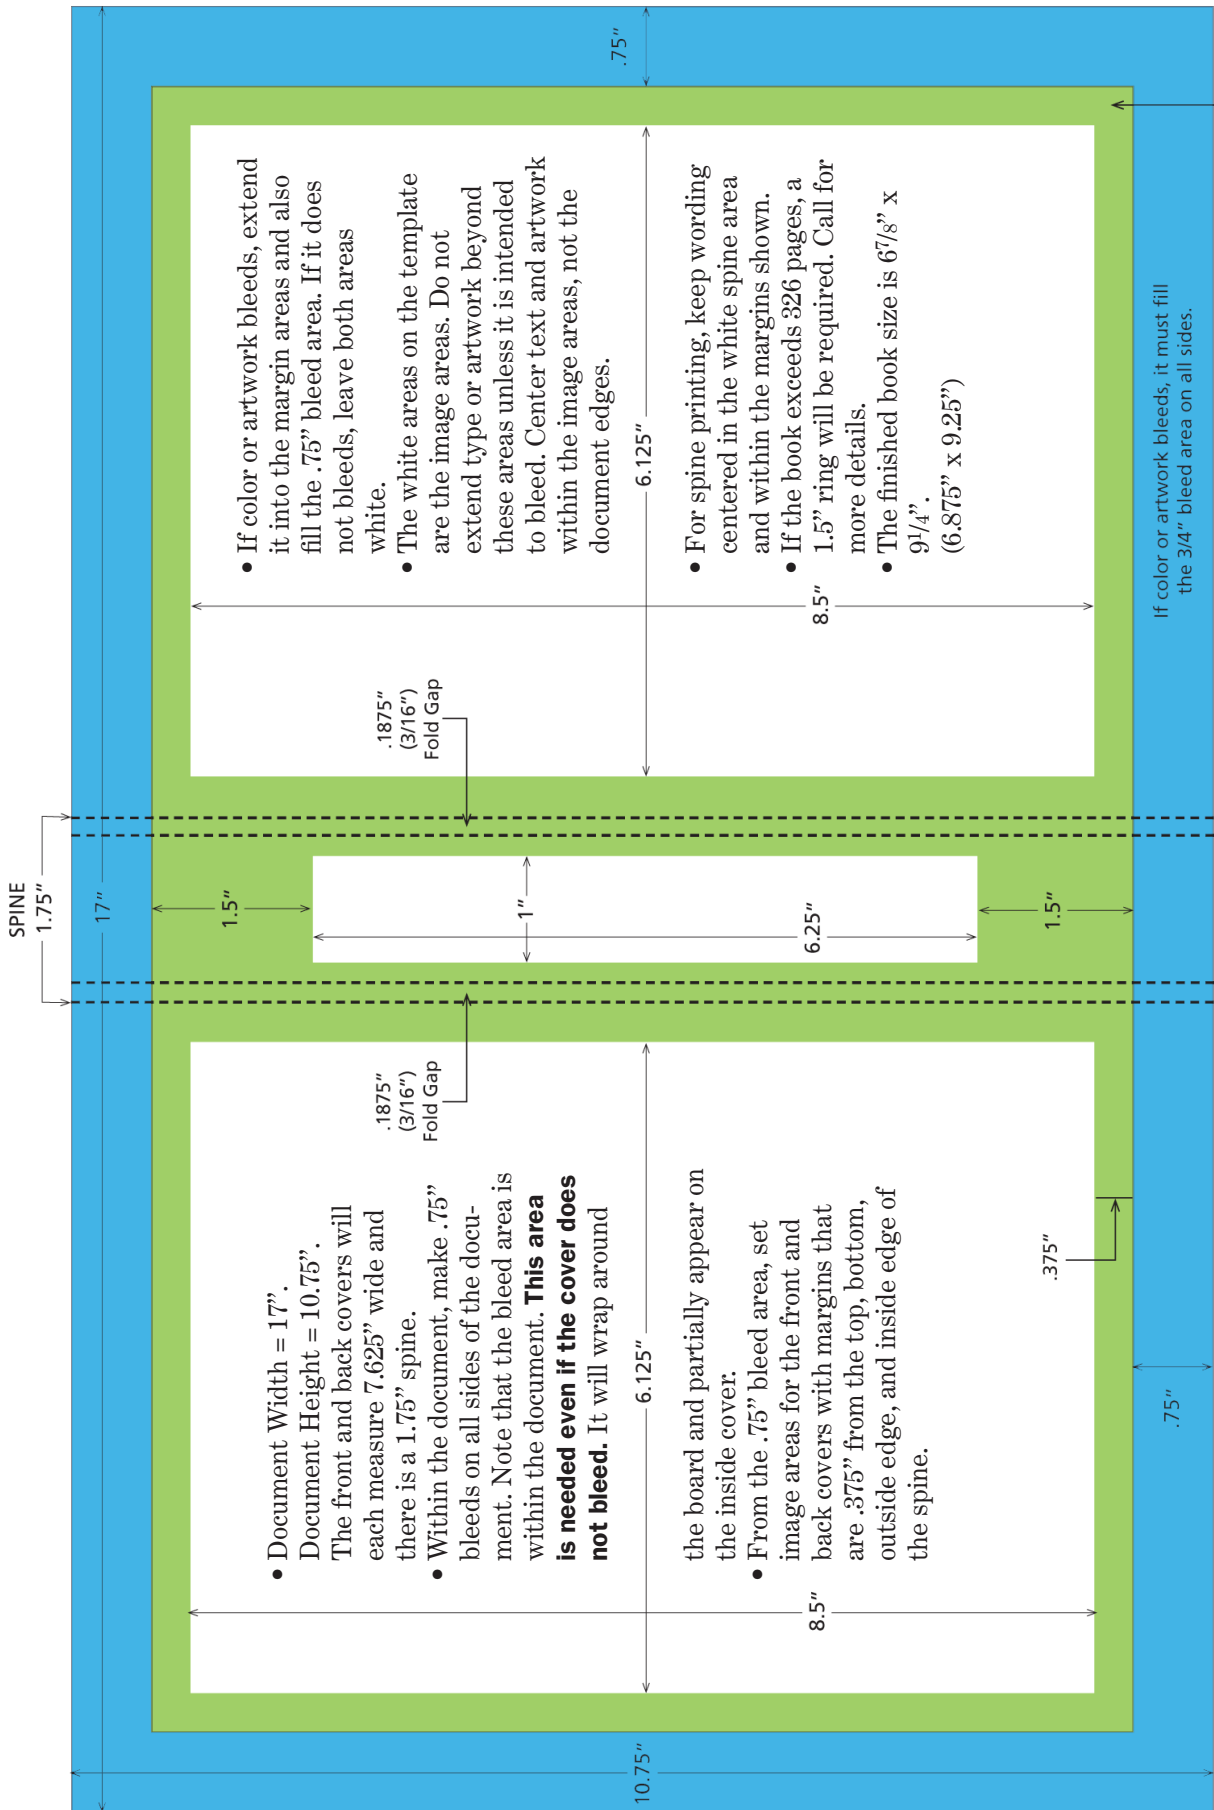 SPINE
1.75”
17”
10.75”
• Document Width = 17”.
Document Height = 10.75”.
The front and back covers will
each measure 7.625” wide and
there is a 1.75” spine.
• Within the document, make .75”
bleeds on all sides of the docu-
ment. Note that the bleed area is
within the document. This area
is needed even if the cover does
not bleed. It will wrap around
6.125”
the board and partially appear on
the inside cover.
• From the .75” bleed area, set
image areas for the front and
back covers with margins that
are .375” from the top, bottom,
outside edge, and inside edge of
the spine.
8.5”
.375”
.75”
.1875”
(3/16”)
Fold Gap
1.5”
1”
6.25”
1.5”
.1875”
(3/16”)
Fold Gap
• If color or artwork bleeds, extend
it into the margin areas and also
fill the .75” bleed area. If it does
not bleeds, leave both areas
white.
• The white areas on the template
are the image areas. Do not
extend type or artwork beyond
these areas unless it is intended
to bleed. Center text and artwork
within the image areas, not the
document edges.
6.125”
• For spine printing, keep wording
centered in the white spine area
and within the margins shown.
• If the book exceeds 326 pages, a
1.5” ring will be required. Call for
more details.
• The finished book size is 67/8” x
91/4”.
(6.875” x 9.25”)
8.5”
.75”
If color or artwork bleeds, it must fill
the 3/4” bleed area on all sides.